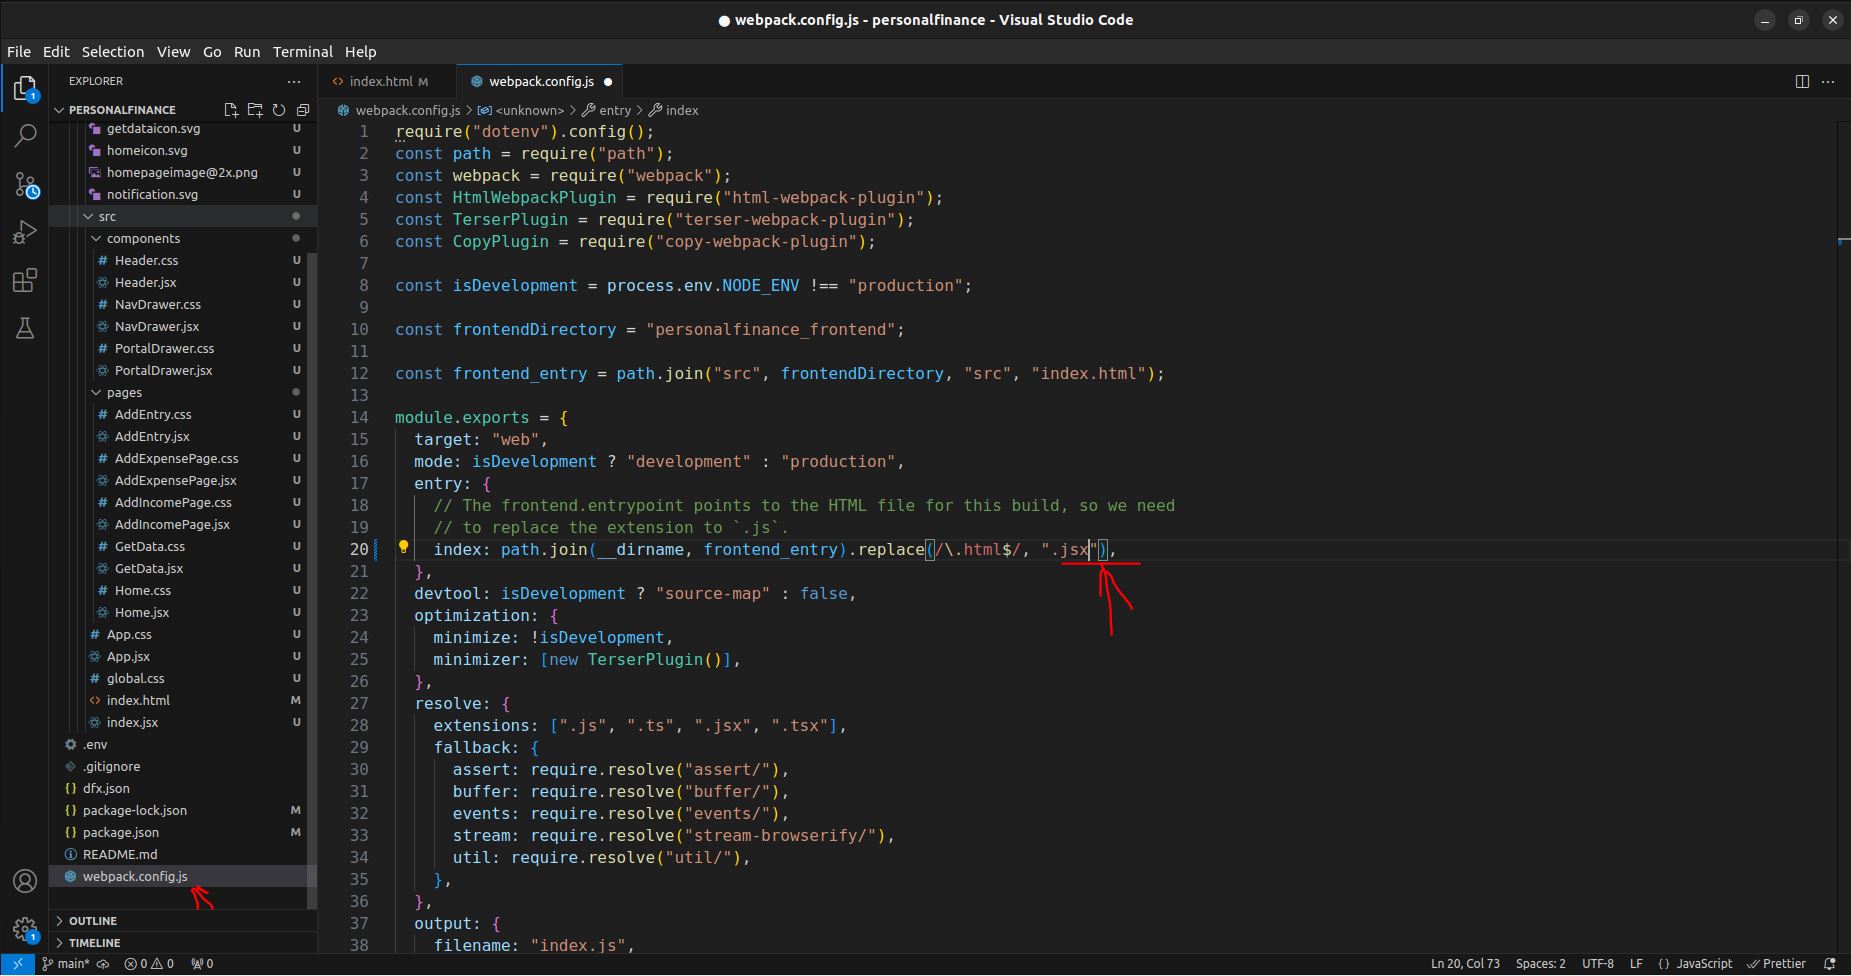 webpack.config.js - personalfinance - Visual Studio Code
File Edit Selection View Go Run Terminal Help
EXPLORER
PERSONALFINANCE
getdataicon.svg U
homeicon.svg U
homepageimage@2x.png U
notification.svg U
src
components
Header.css U
Header.jsx U
NavDrawer.css U
NavDrawer.jsx U
PortalDrawer.css U
PortalDrawer.jsx U
pages
AddEntry.css U
AddEntry.jsx U
AddExpensePage.css U
AddExpensePage.jsx U
AddIncomePage.css U
AddIncomePage.jsx U
GetData.css U
GetData.jsx U
Home.css U
Home.jsx U
App.css U
App.jsx U
global.css U
index.html M
index.jsx U
.env
.gitignore
dfx.json
package-lock.json M
package.json M
README.md
webpack.config.js
OUTLINE
TIMELINE
1
1
index.html M webpack.config.js
webpack.config.js > <unknown> > entry > index
1 require("dotenv").config();
2 const path = require("path");
3 const webpack = require("webpack");
4 const HtmlWebpackPlugin = require("html-webpack-plugin");
5 const TerserPlugin = require("terser-webpack-plugin");
6 const CopyPlugin = require("copy-webpack-plugin");
7
8 const isDevelopment = process.env.NODE_ENV !== "production";
9
10 const frontendDirectory = "personalfinance_frontend";
11
12 const frontend_entry = path.join("src", frontendDirectory, "src", "index.html");
13
14 module.exports = {
15 target: "web",
16 mode: isDevelopment ? "development" : "production",
17 entry: {
18 // The frontend.entrypoint points to the HTML file for this build, so we need
19 // to replace the extension to `.js`.
20 index: path.join(__dirname, frontend_entry).replace(/\.html$/, ".jsx"),
21 },
22 devtool: isDevelopment ? "source-map" : false,
23 optimization: {
24 minimize: !isDevelopment,
25 minimizer: [new TerserPlugin()],
26 },
27 resolve: {
28 extensions: [".js", ".ts", ".jsx", ".tsx"],
29 fallback: {
30 assert: require.resolve("assert/"),
31 buffer: require.resolve("buffer/"),
32 events: require.resolve("events/"),
33 stream: require.resolve("stream-browserify/"),
34 util: require.resolve("util/"),
35 },
36 },
37 output: {
38 filename: "index.js",
main* 0 0 0 Ln 20, Col 73 Spaces: 2 UTF-8 LF {} JavaScript Prettier